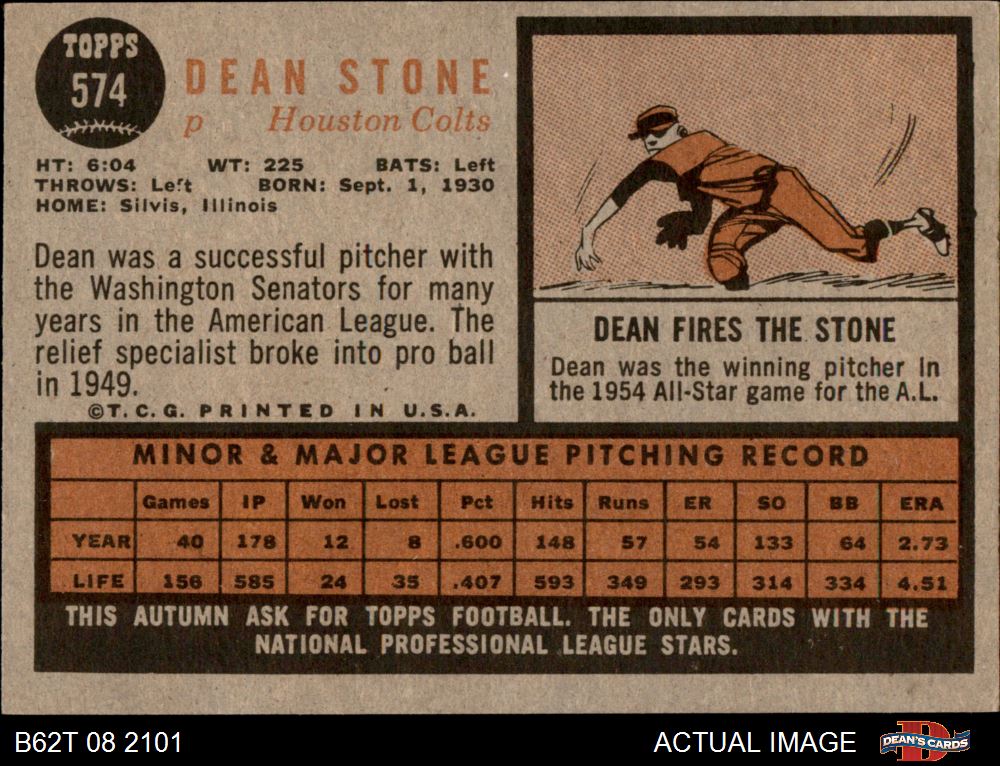 TOPPS
574
DEAN STONE
p Houston Colts
HT: 6:04 WT: 225 BATS: Left
THROWS: Left BORN: Sept. 1, 1930
HOME: Silvis, Illinois
Dean was a successful pitcher with
the Washington Senators for many
years in the American League. The
relief specialist broke into pro ball
in 1949.
©T.C.G. PRINTED IN U.S.A.
DEAN FIRES THE STONE
Dean was the winning pitcher in
the 1954 All-Star game for the A.L.
MINOR & MAJOR LEAGUE PITCHING RECORD
Games IP Won Lost Pct Hits Runs ER SO BB ERA
YEAR 40 178 12 8 .600 148 57 54 133 64 2.73
LIFE 156 585 24 35 .407 593 349 293 314 334 4.51
THIS AUTUMN ASK FOR TOPPS FOOTBALL. THE ONLY CARDS WITH THE
NATIONAL PROFESSIONAL LEAGUE STARS.
B62T 08 2101 ACTUAL IMAGE D DEAN'S CARDS